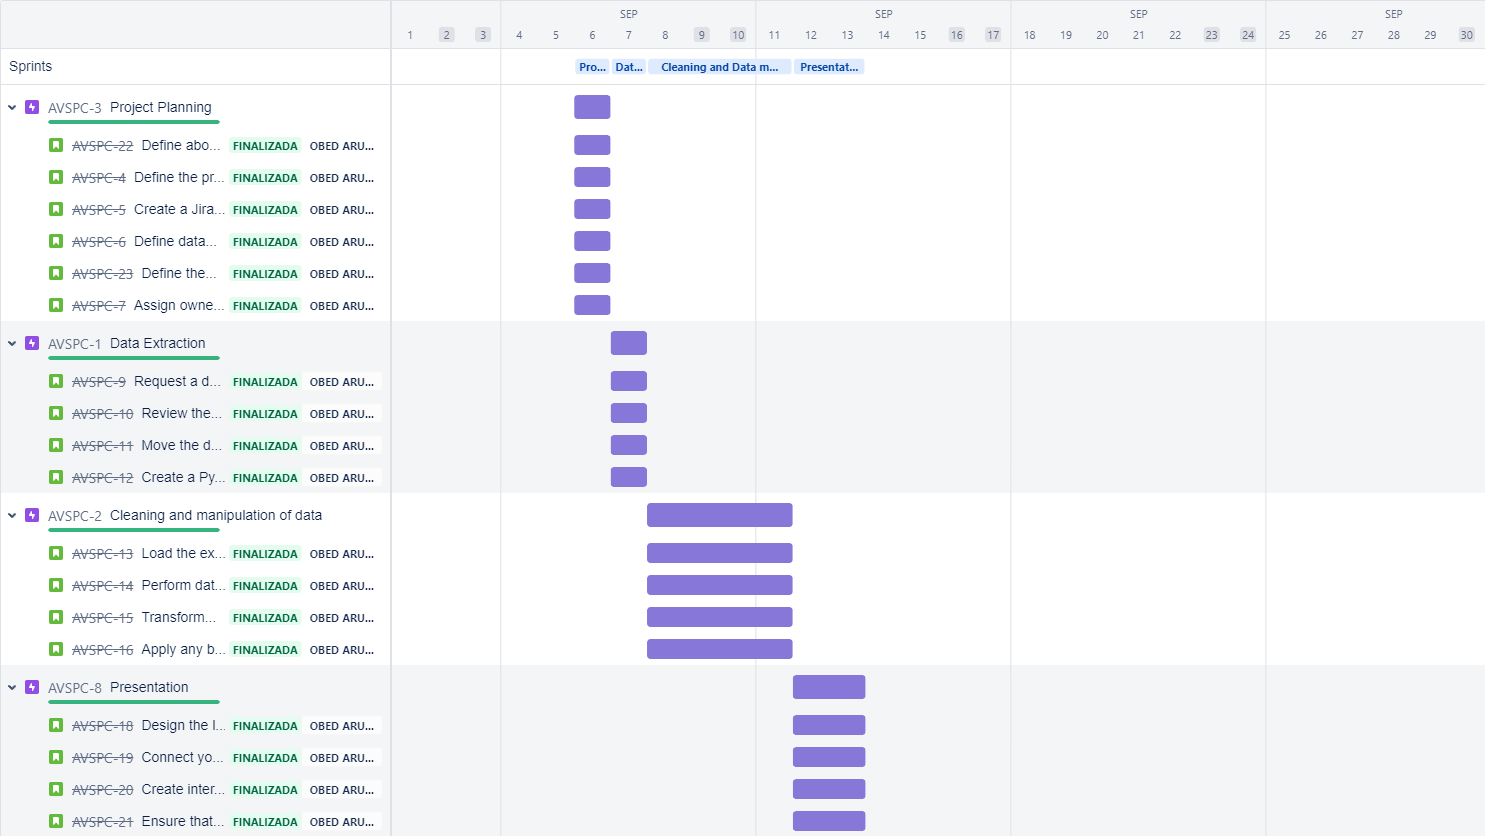 SEP SEP SEP SEP
1 2 3 4 5 6 7 8 9 10 11 12 13 14 15 16 17 18 19 20 21 22 23 24 25 26 27 28 29 30
Sprints Pro... Dat... Cleaning and Data m... Presentat...
AVSPC-3 Project Planning
AVSPC-22 Define abo... FINALIZADA OBED ARU...
AVSPC-4 Define the pr... FINALIZADA OBED ARU...
AVSPC-5 Create a Jira... FINALIZADA OBED ARU...
AVSPC-6 Define data... FINALIZADA OBED ARU...
AVSPC-23 Define the... FINALIZADA OBED ARU...
AVSPC-7 Assign owne... FINALIZADA OBED ARU...
AVSPC-1 Data Extraction
AVSPC-9 Request a d... FINALIZADA OBED ARU...
AVSPC-10 Review the... FINALIZADA OBED ARU...
AVSPC-11 Move the d... FINALIZADA OBED ARU...
AVSPC-12 Create a Py... FINALIZADA OBED ARU...
AVSPC-2 Cleaning and manipulation of data
AVSPC-13 Load the ex... FINALIZADA OBED ARU...
AVSPC-14 Perform dat... FINALIZADA OBED ARU...
AVSPC-15 Transform... FINALIZADA OBED ARU...
AVSPC-16 Apply any b... FINALIZADA OBED ARU...
AVSPC-8 Presentation
AVSPC-18 Design the l... FINALIZADA OBED ARU...
AVSPC-19 Connect yo... FINALIZADA OBED ARU...
AVSPC-20 Create inter... FINALIZADA OBED ARU...
AVSPC-21 Ensure that... FINALIZADA OBED ARU...